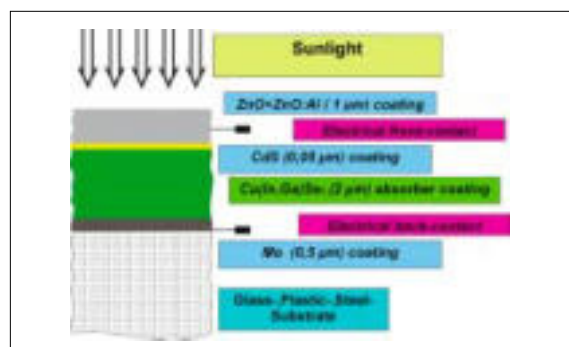 Sunlight
ZnO+ZnO:Al / 1 µm) coating
Electrical front-contact
CdS (0,05 µm) coating
Cu(In,Ga)Se₂ (2 µm) absorber coating
Electrical back-contact
Mo (0,5 µm) coating
Glass-,Plastic-,Steel-
Substrate